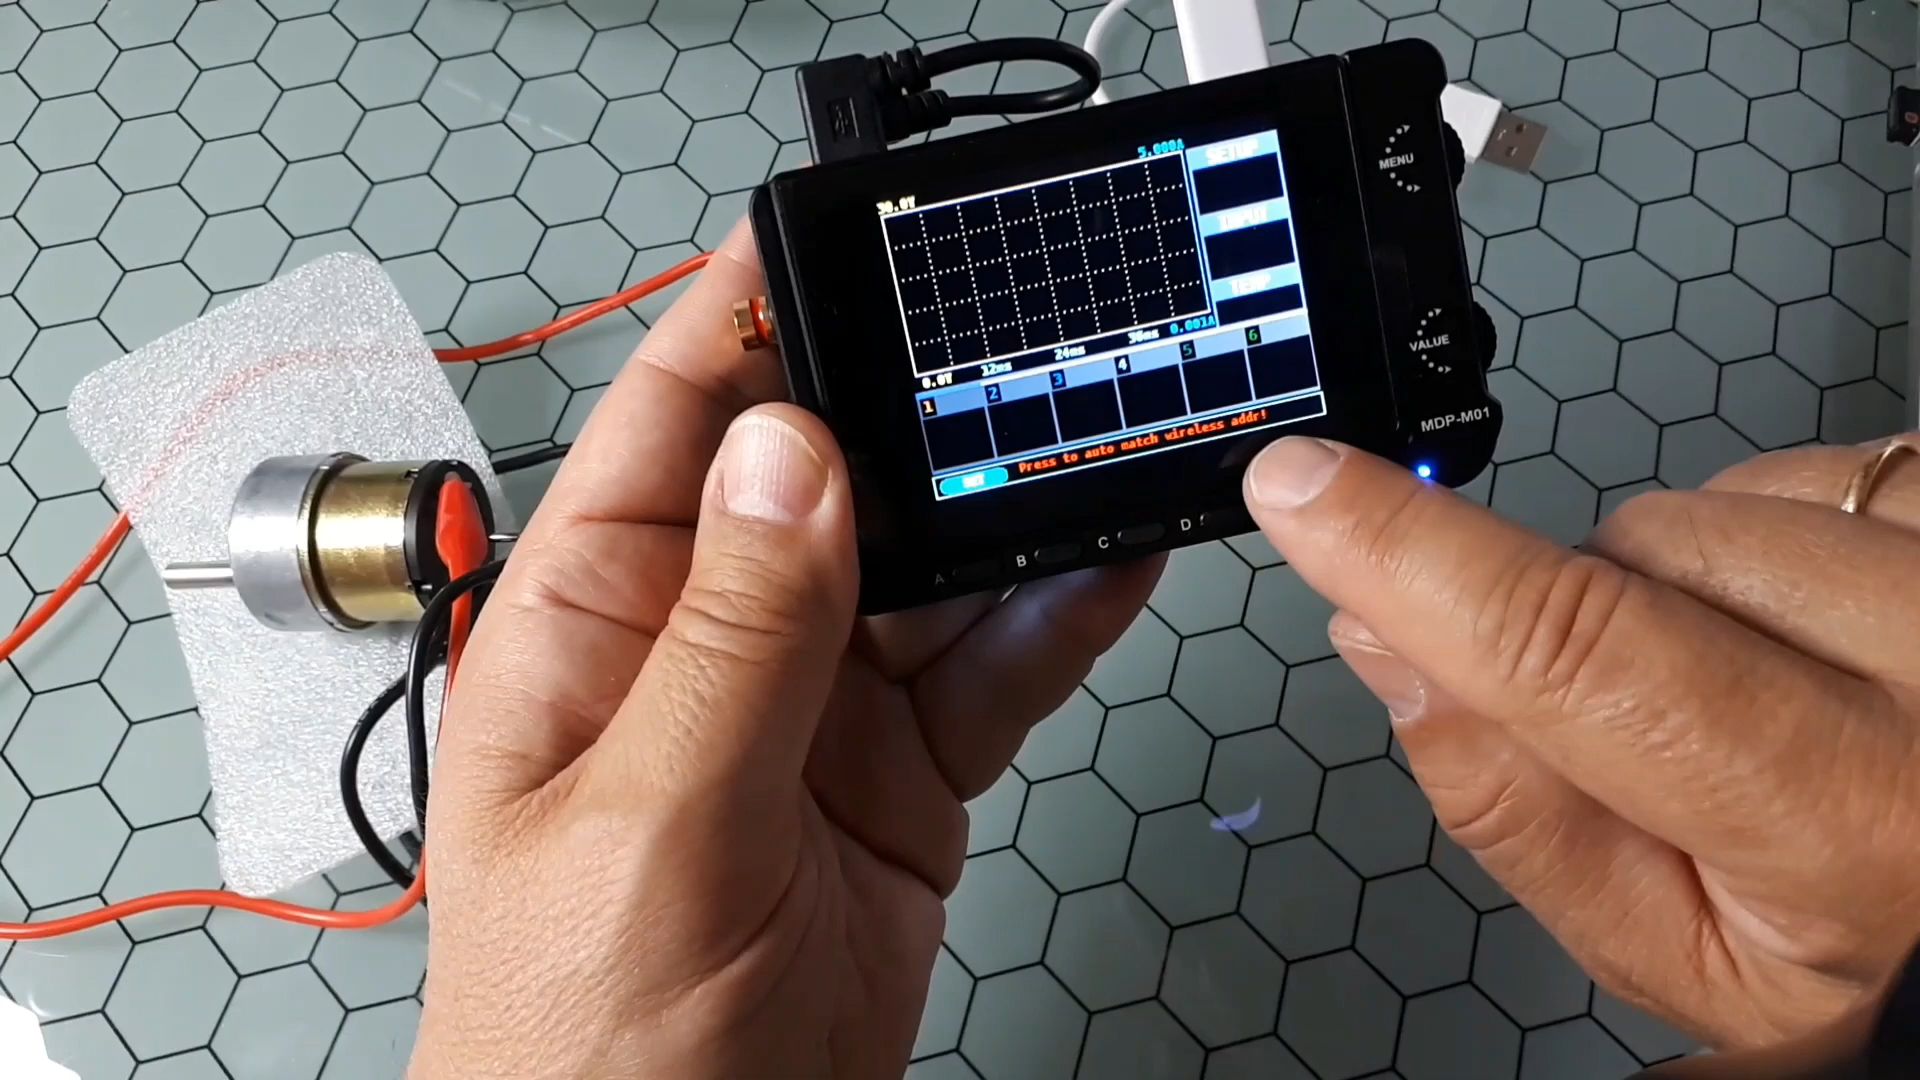 5.000A
30.0V
SETUP
INPUT
TEMP
0.001A
0.0V
12ms
24ms
36ms
1
2
3
4
5
6
SET
Press to auto match wireless addr!
A
B
C
D
MENU
VALUE
MDP-M01